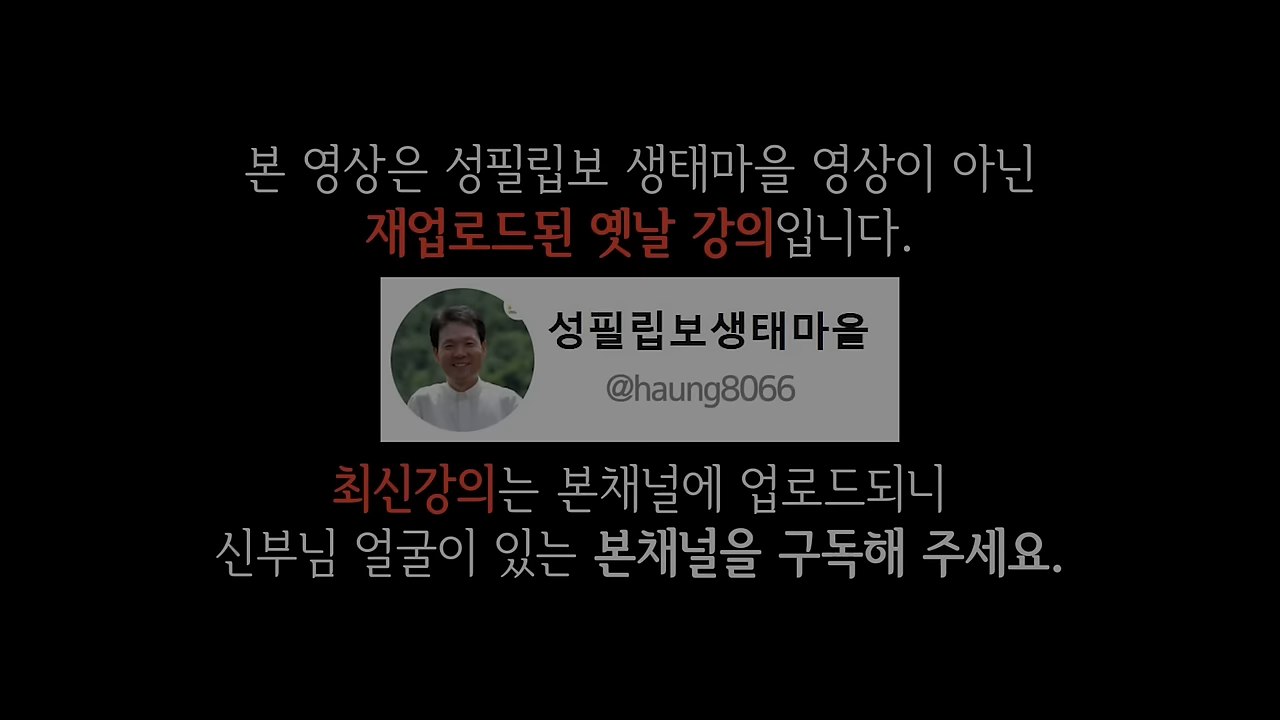 본 영상은 성필립보 생태마을 영상이 아닌
재업로드된 옛날 강의입니다.
성필립보생태마을
@haung8066
최신강의는 본채널에 업로드되니
신부님 얼굴이 있는 본채널을 구독해 주세요.